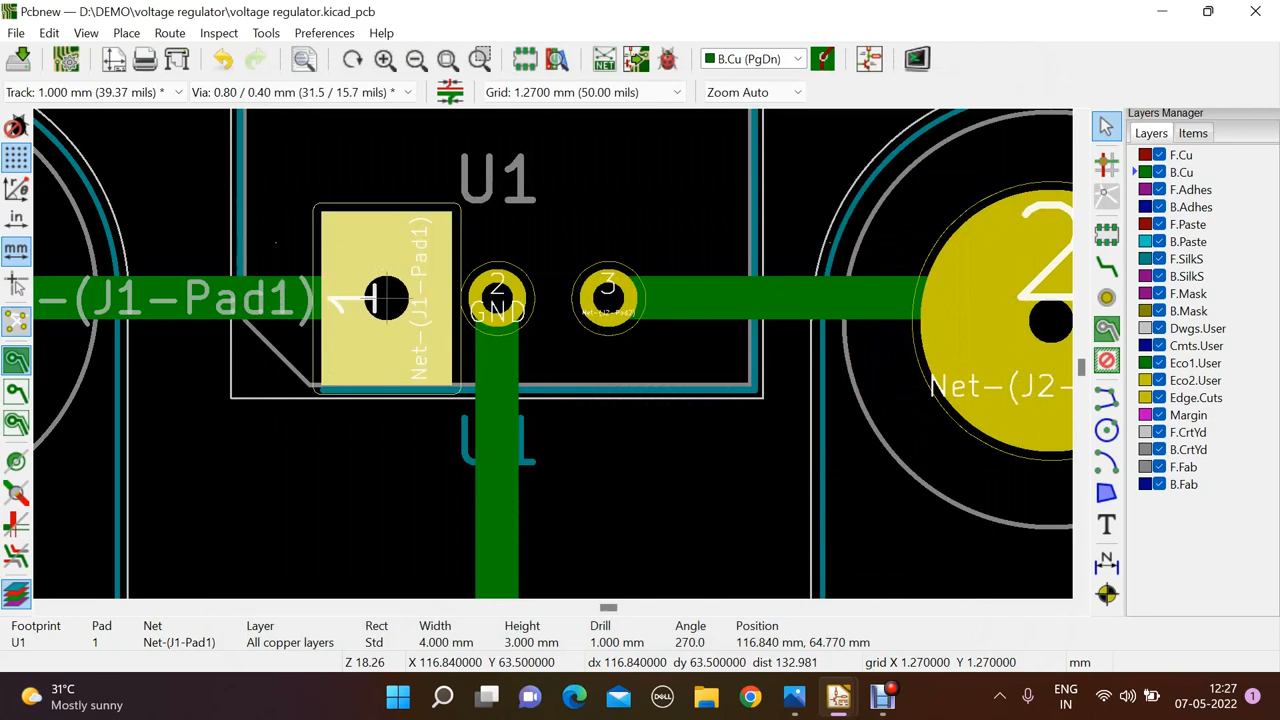 Pcbnew — D:\DEMO\voltage regulator\voltage regulator.kicad_pcb
File Edit View Place Route Inspect Tools Preferences Help
NET
B.Cu (PgDn)
Track: 1.000 mm (39.37 mils) *
Via: 0.80 / 0.40 mm (31.5 / 15.7 mils) *
Grid: 1.2700 mm (50.00 mils)
Zoom Auto
Layers Manager
Layers Items
F.Cu
B.Cu
F.Adhes
B.Adhes
F.Paste
B.Paste
F.SilkS
B.SilkS
F.Mask
B.Mask
Dwgs.User
Cmts.User
Eco1.User
Eco2.User
Edge.Cuts
Margin
F.CrtYd
B.CrtYd
F.Fab
B.Fab
in
mm
U1
-(J1-Pad1)
1
Net-(J1-Pad1)
2
GND
3
Net-(J2-Pad2)
2
Net-(J2-
U1
T
N
Footprint Pad Net Layer Rect Width Height Drill Angle Position
U1 1 Net-(J1-Pad1) All copper layers Std 4.000 mm 3.000 mm 1.000 mm 270.0 116.840 mm, 64.770 mm
Z 18.26 X 116.840000 Y 63.500000 dx 116.840000 dy 63.500000 dist 132.981 grid X 1.270000 Y 1.270000 mm
31°C
Mostly sunny
DELL
ENG
IN
12:27
07-05-2022
1